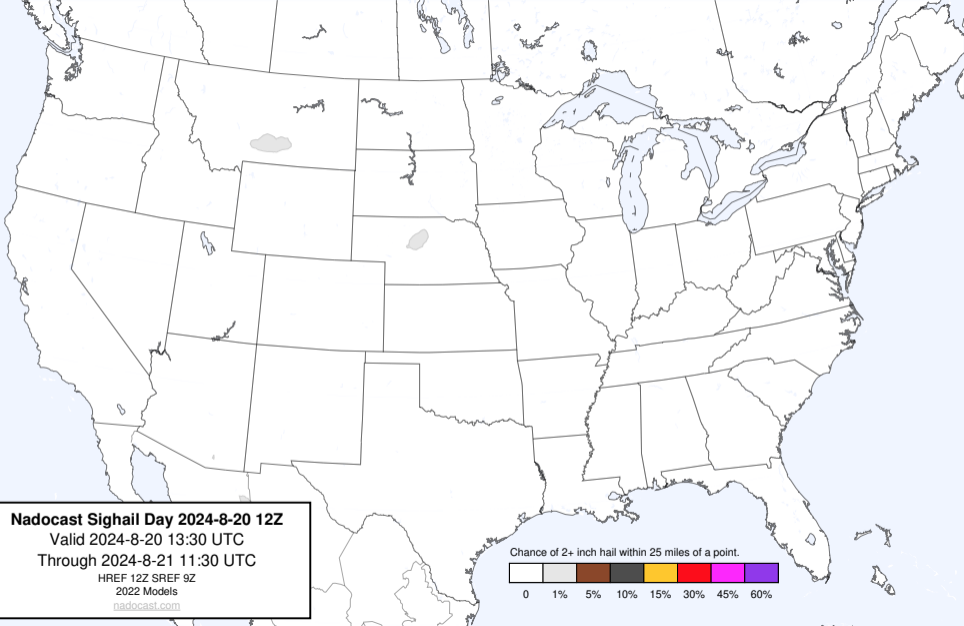 Nadocast Sighail Day 2024-8-20 12Z
Valid 2024-8-20 13:30 UTC
Through 2024-8-21 11:30 UTC
HREF 12Z SREF 9Z
2022 Models
nadocast.com
Chance of 2+ inch hail within 25 miles of a point.
0 1% 5% 10% 15% 30% 45% 60%